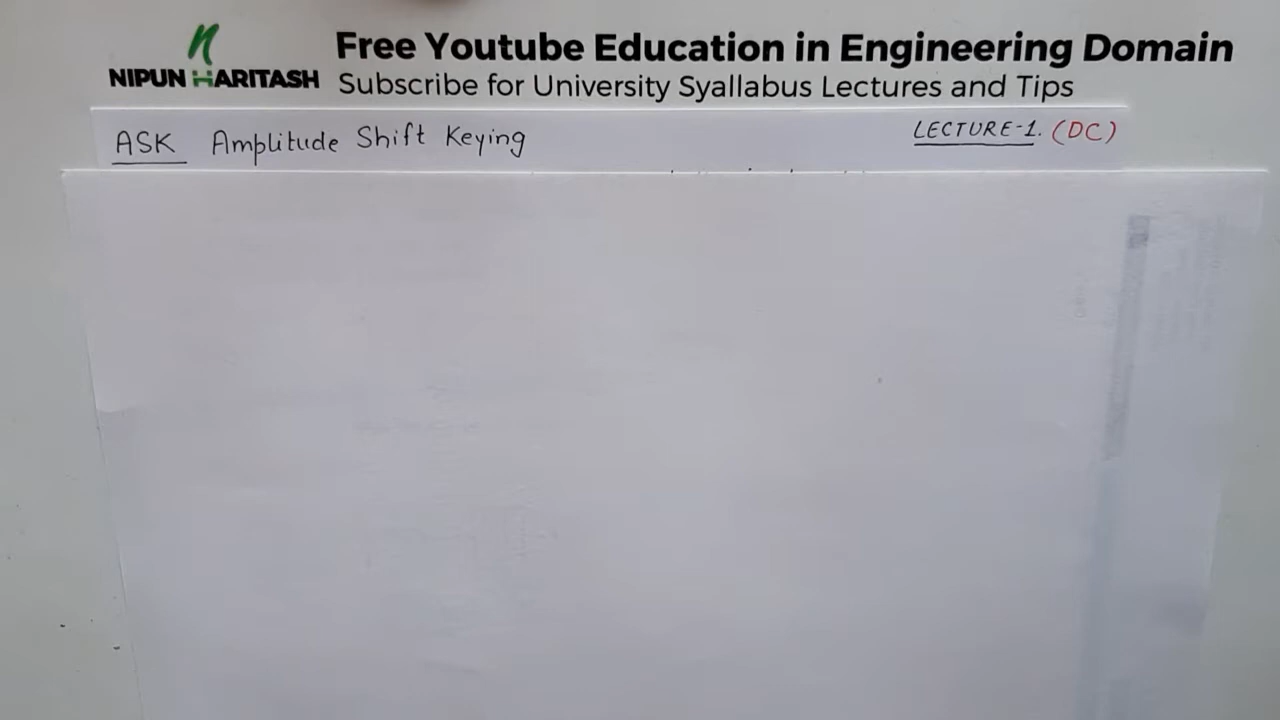 n
NIPUN HARITASH
Free Youtube Education in Engineering Domain
Subscribe for University Syallabus Lectures and Tips
ASK Amplitude Shift Keying
LECTURE-1. (DC)